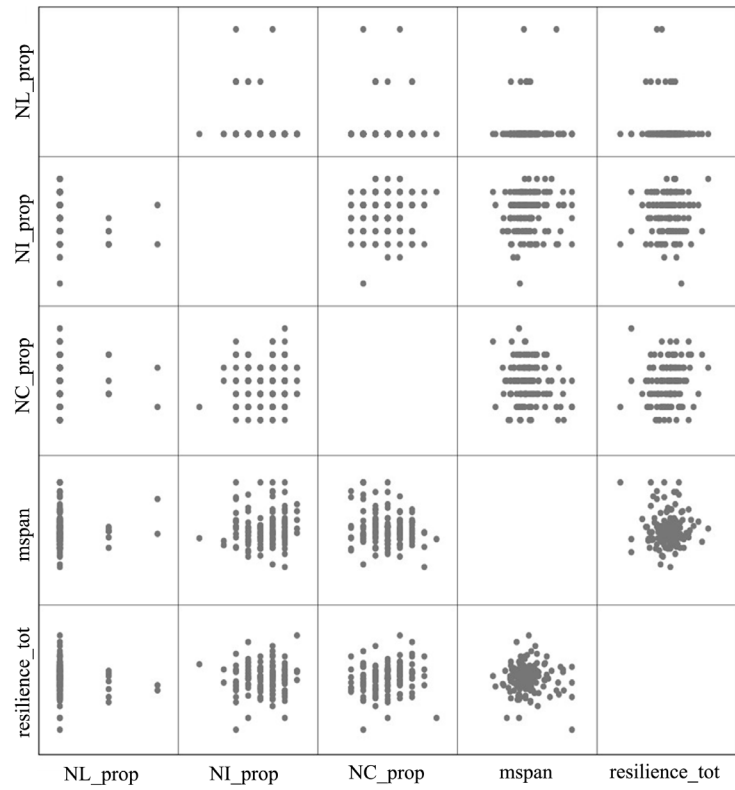 NL_prop
NI_prop
NC_prop
mspan
resilience_tot
NL_prop NI_prop NC_prop mspan resilience_tot